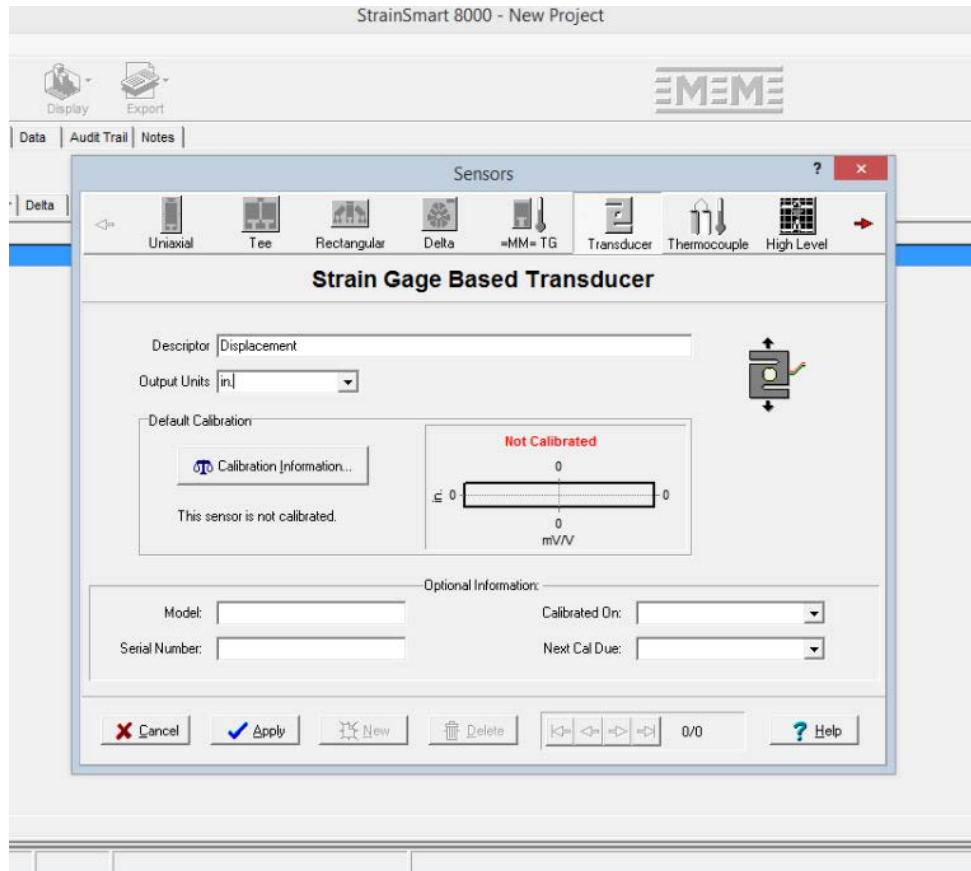 StrainSmart 8000 - New Project
Display Export
ΞMΞMΞ
Data Audit Trail Notes
Sensors ?
Delta
Uniaxial Tee Rectangular Delta =MM= TG Transducer Thermocouple High Level
Strain Gage Based Transducer
Descriptor Displacement
Output Units in.
Default Calibration
Not Calibrated
Calibration Information...
0
in. 0 0
This sensor is not calibrated.
0
mV/V
Optional Information:
Model: Calibrated On:
Serial Number: Next Cal Due:
Cancel Apply New Delete 0/0 ? Help